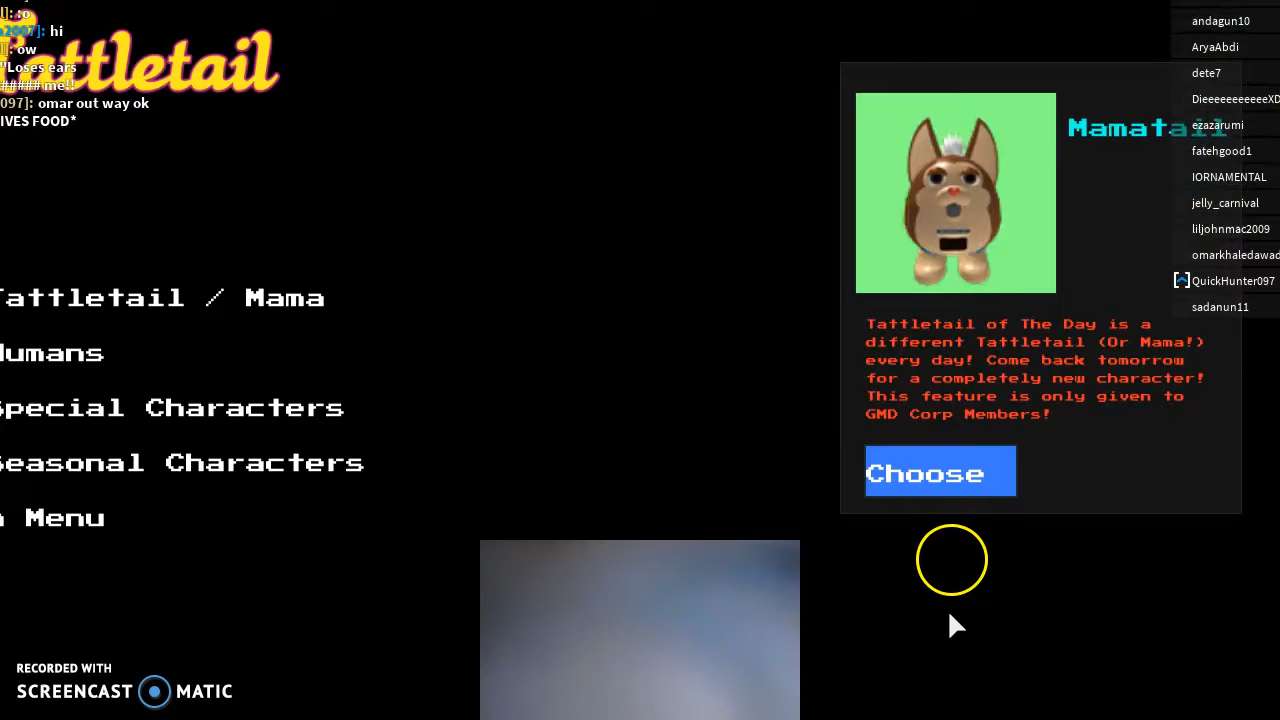 l]: :o
a2007]: hi
l]: ow
"Loses ears
##### me!!
097]: omar out way ok
IVES FOOD*
Tattletail
Tattletail / Mama
Humans
Special Characters
Seasonal Characters
n Menu
Mamatail
Tattletail of The Day is a
different Tattletail (Or Mama!)
every day! Come back tomorrow
for a completely new character!
This feature is only given to
GMD Corp Members!
Choose
andagun10
AryaAbdi
dete7
DieeeeeeeeeeXD
ezazarumi
fatehgood1
IORNAMENTAL
jelly_carnival
liljohnmac2009
omarkhaledawad
QuickHunter097
sadanun11
RECORDED WITH
SCREENCAST MATIC